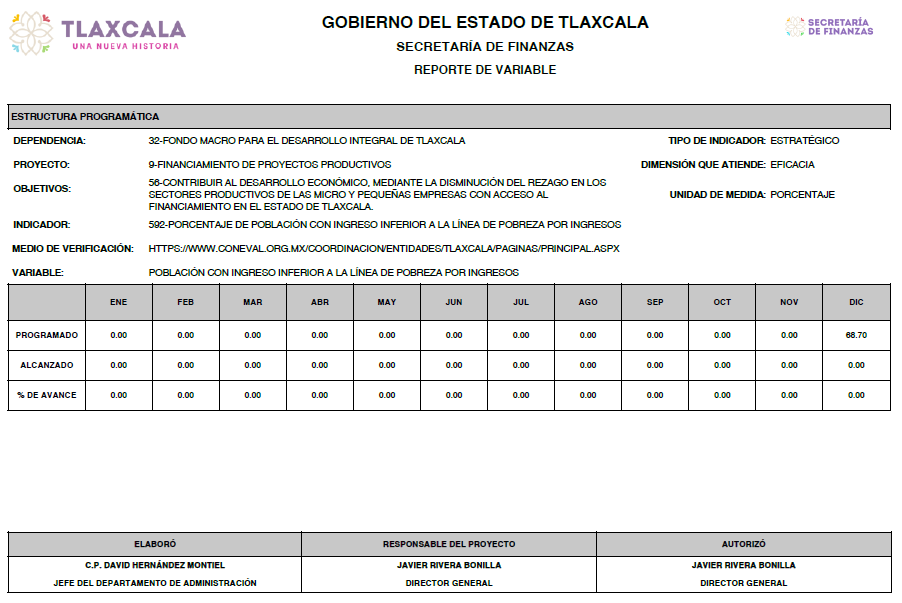 TLAXCALA
UNA NUEVA HISTORIA
GOBIERNO DEL ESTADO DE TLAXCALA
SECRETARÍA DE FINANZAS
REPORTE DE VARIABLE
SECRETARÍA
DE FINANZAS
ESTRUCTURA PROGRAMÁTICA
DEPENDENCIA: 32-FONDO MACRO PARA EL DESARROLLO INTEGRAL DE TLAXCALA TIPO DE INDICADOR: ESTRATÉGICO
PROYECTO: 9-FINANCIAMIENTO DE PROYECTOS PRODUCTIVOS DIMENSIÓN QUE ATIENDE: EFICACIA
OBJETIVOS: 56-CONTRIBUIR AL DESARROLLO ECONÓMICO, MEDIANTE LA DISMINUCIÓN DEL REZAGO EN LOS
SECTORES PRODUCTIVOS DE LAS MICRO Y PEQUEÑAS EMPRESAS CON ACCESO AL
FINANCIAMIENTO EN EL ESTADO DE TLAXCALA.
UNIDAD DE MEDIDA: PORCENTAJE
INDICADOR: 592-PORCENTAJE DE POBLACIÓN CON INGRESO INFERIOR A LA LÍNEA DE POBREZA POR INGRESOS
MEDIO DE VERIFICACIÓN: HTTPS://WWW.CONEVAL.ORG.MX/COORDINACION/ENTIDADES/TLAXCALA/PAGINAS/PRINCIPAL.ASPX
VARIABLE: POBLACIÓN CON INGRESO INFERIOR A LA LÍNEA DE POBREZA POR INGRESOS
ENE FEB MAR ABR MAY JUN JUL AGO SEP OCT NOV DIC
PROGRAMADO 0.00 0.00 0.00 0.00 0.00 0.00 0.00 0.00 0.00 0.00 0.00 68.70
ALCANZADO 0.00 0.00 0.00 0.00 0.00 0.00 0.00 0.00 0.00 0.00 0.00 0.00
% DE AVANCE 0.00 0.00 0.00 0.00 0.00 0.00 0.00 0.00 0.00 0.00 0.00 0.00
ELABORÓ RESPONSABLE DEL PROYECTO AUTORIZÓ
C.P. DAVID HERNÁNDEZ MONTIEL JAVIER RIVERA BONILLA JAVIER RIVERA BONILLA
JEFE DEL DEPARTAMENTO DE ADMINISTRACIÓN DIRECTOR GENERAL DIRECTOR GENERAL